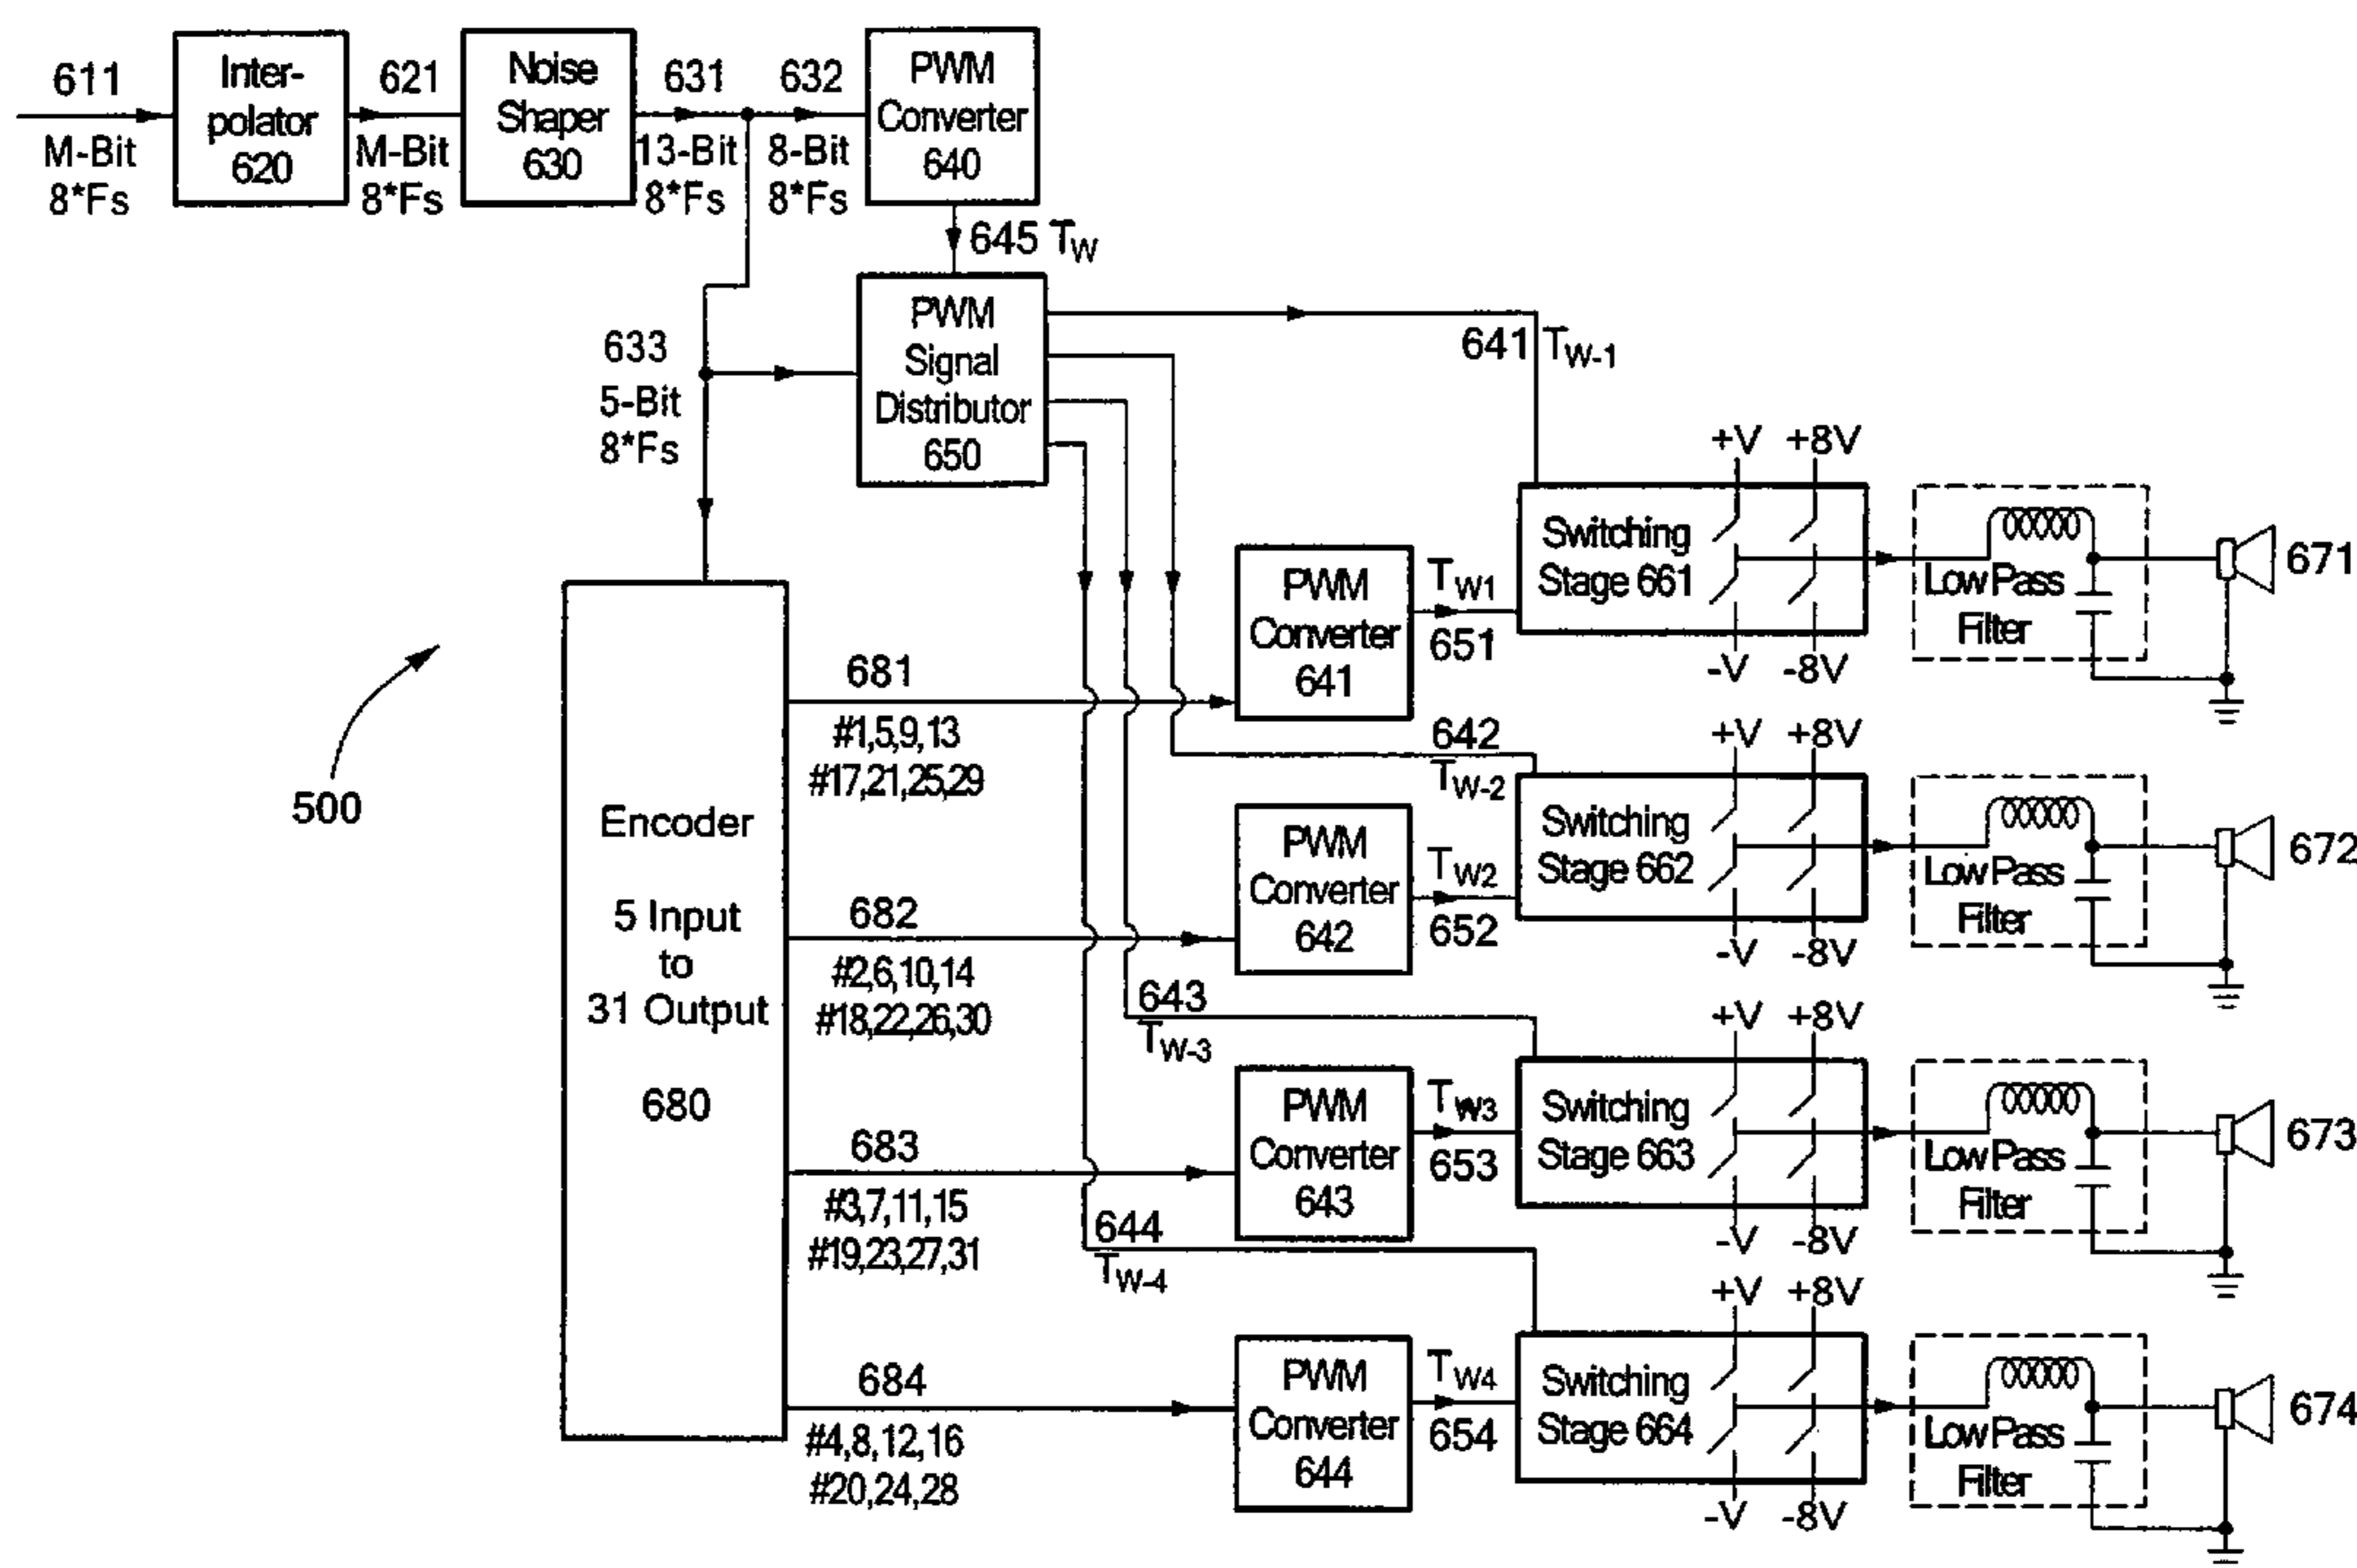 611
M-Bit
8*Fs
Inter-
polator
620
621
M-Bit
8*Fs
Noise
Shaper
630
631
13-Bit
8*Fs
632
8-Bit
8*Fs
PWM
Converter
640
645 TW
633
5-Bit
8*Fs
PWM
Signal
Distributor
650
641 TW-1
500
Encoder
5 Input
to
31 Output
680
681
#1,5,9,13
#17,21,25,29
PWM
Converter
641
TW1
651
+V +8V
Switching
Stage 661
-V -8V
Low Pass
Filter
671
682
#2,6,10,14
#18,22,26,30
642
TW-2
PWM
Converter
642
TW2
652
+V +8V
Switching
Stage 662
-V -8V
Low Pass
Filter
672
683
#3,7,11,15
#19,23,27,31
643
TW-3
PWM
Converter
643
TW3
653
+V +8V
Switching
Stage 663
-V -8V
Low Pass
Filter
673
684
#4,8,12,16
#20,24,28
644
TW-4
PWM
Converter
644
TW4
654
+V +8V
Switching
Stage 664
-V -8V
Low Pass
Filter
674